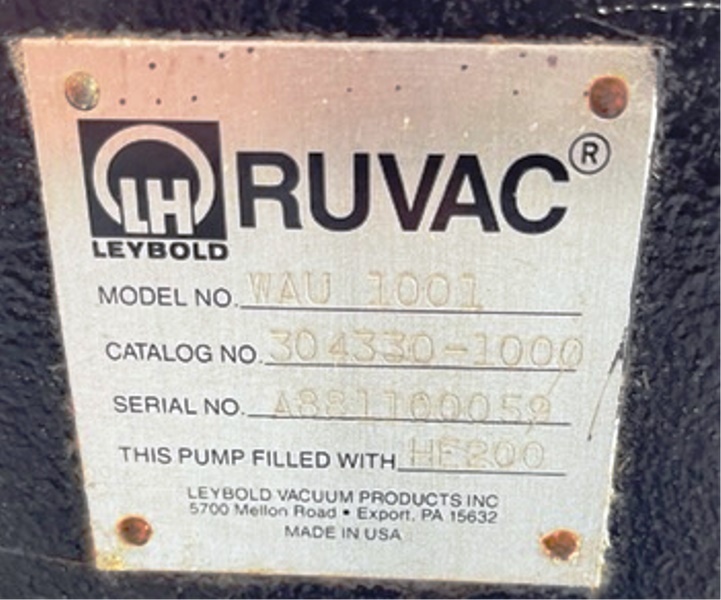 LH RUVAC®
LEYBOLD
MODEL NO. WAU 1001
CATALOG NO. 304330-1000
SERIAL NO. A881100059
THIS PUMP FILLED WITH HE200
LEYBOLD VACUUM PRODUCTS INC
5700 Mellon Road • Export, PA 15632
MADE IN USA